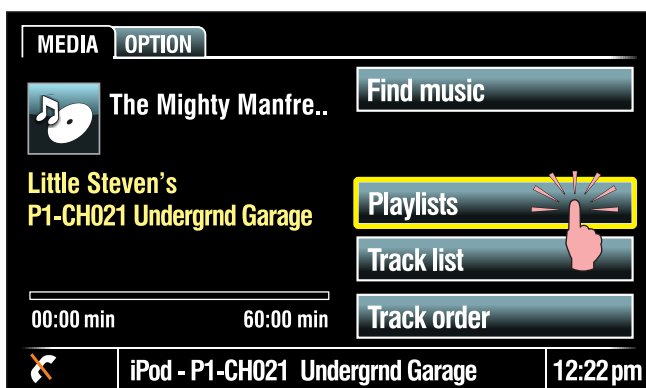 MEDIA OPTION
The Mighty Manfre..
Find music
Little Steven's
P1-CH021 Undergrnd Garage
Playlists
Track list
00:00 min 60:00 min
Track order
iPod - P1-CH021 Undergrnd Garage 12:22 pm